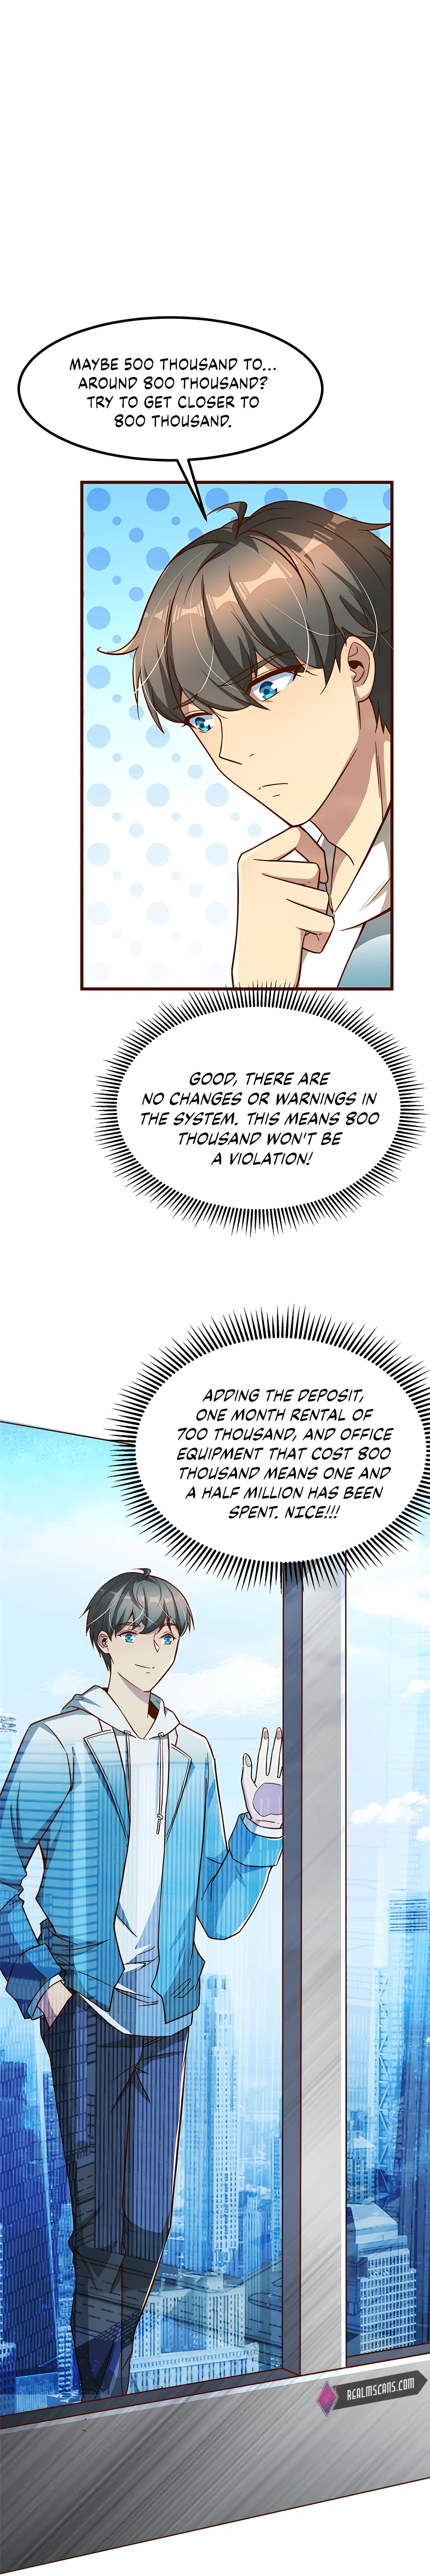 MAYBE 500 THOUSAND TO...
AROUND 800 THOUSAND?
TRY TO GET CLOSER TO
800 THOUSAND.
GOOD, THERE ARE
NO CHANGES OR WARNINGS IN
THE SYSTEM. THIS MEANS 800
THOUSAND WON'T BE
A VIOLATION!
ADDING THE DEPOSIT,
ONE MONTH RENTAL OF
700 THOUSAND, AND OFFICE
EQUIPMENT THAT COST 800
THOUSAND MEANS ONE AND
A HALF MILLION HAS BEEN
SPENT. NICE!!!
REALMSCANS.COM